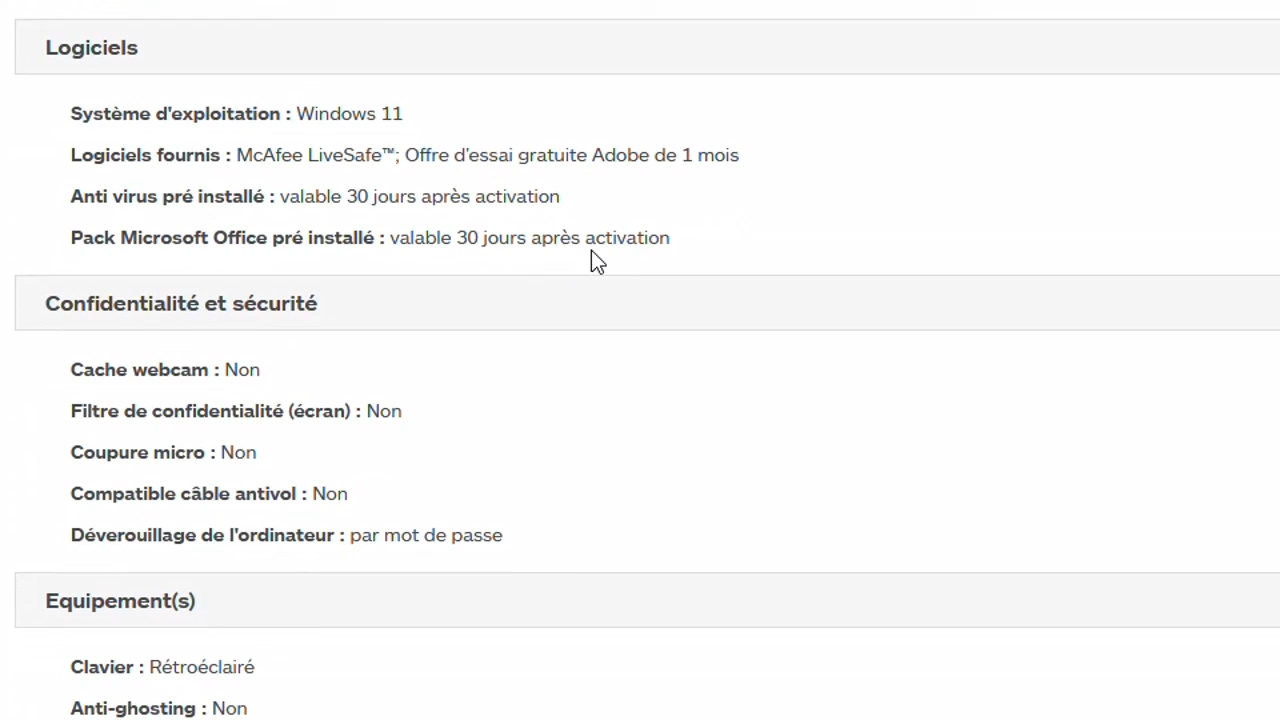 Logiciels
Système d'exploitation : Windows 11
Logiciels fournis : McAfee LiveSafe™; Offre d'essai gratuite Adobe de 1 mois
Anti virus pré installé : valable 30 jours après activation
Pack Microsoft Office pré installé : valable 30 jours après activation
Confidentialité et sécurité
Cache webcam : Non
Filtre de confidentialité (écran) : Non
Coupure micro : Non
Compatible câble antivol : Non
Déverouillage de l'ordinateur : par mot de passe
Equipement(s)
Clavier : Rétroéclairé
Anti-ghosting : Non